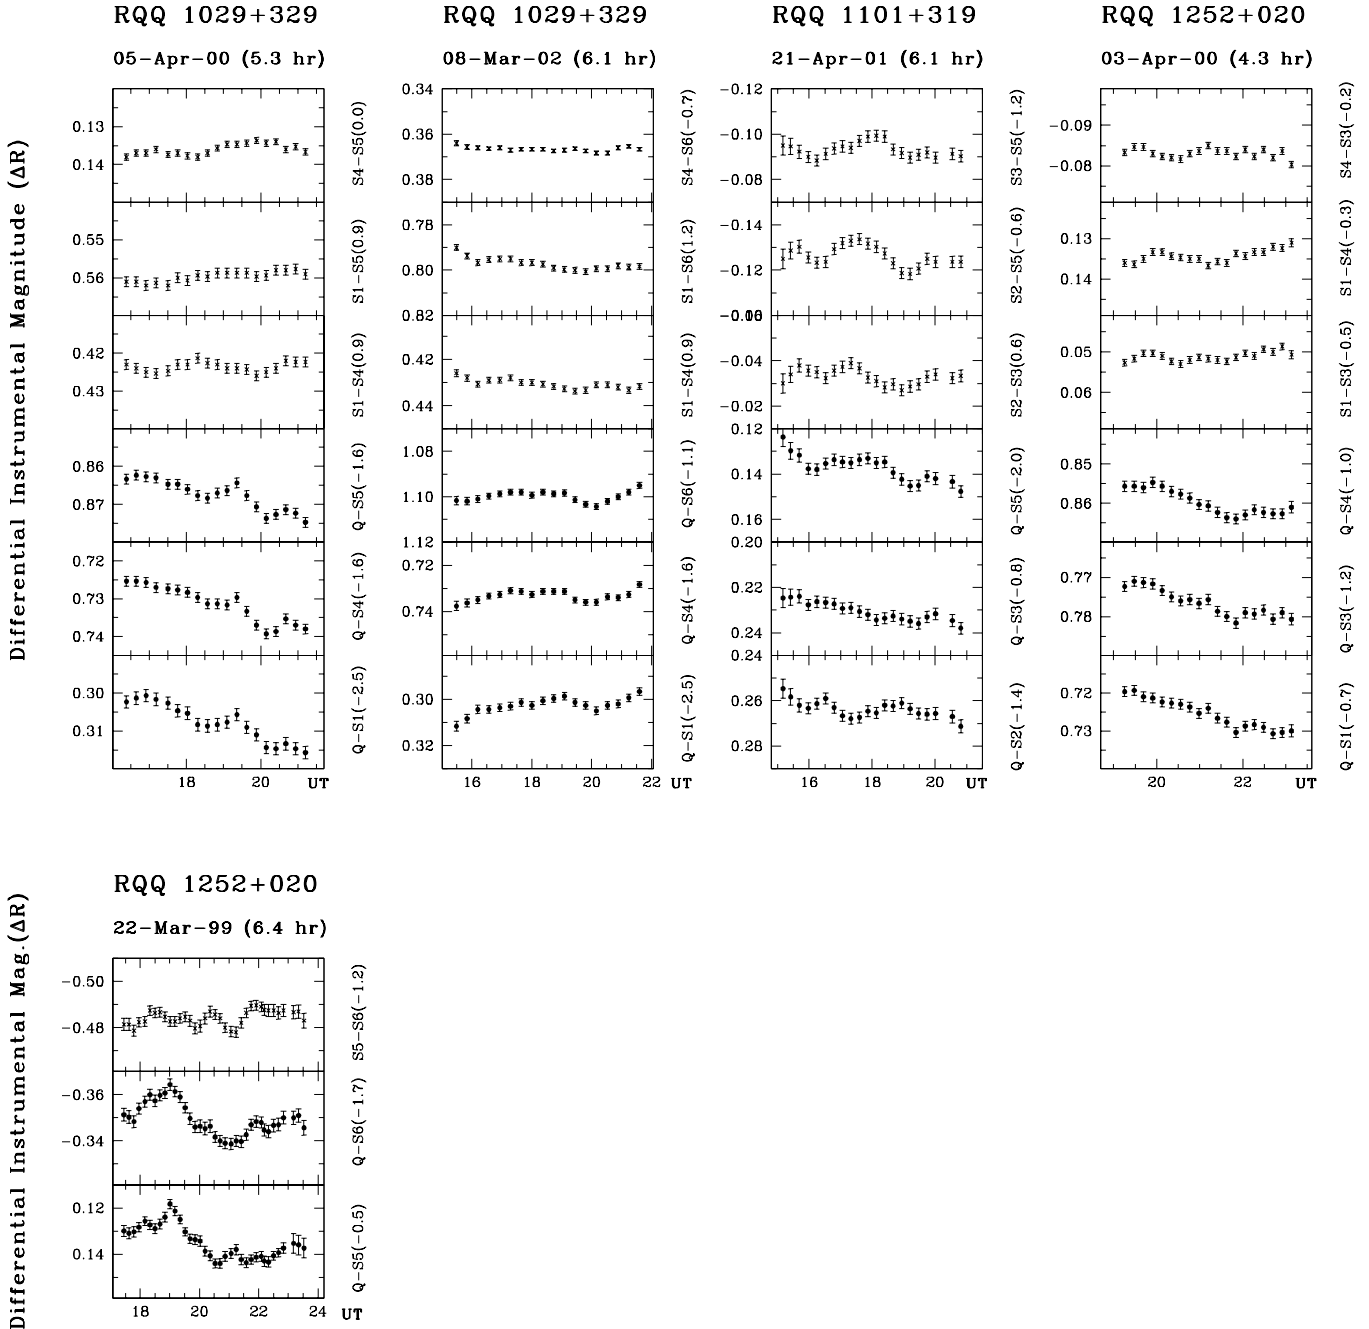 RQQ 1029+329
05-Apr-00 (5.3 hr)
Differential Instrumental Magnitude (ΔR)
0.13
0.14
S4-S5(0.0)
0.55
0.56
S1-S5(0.9)
0.42
0.43
S1-S4(0.9)
0.86
0.87
Q-S5(-1.6)
0.72
0.73
0.74
Q-S4(-1.6)
0.30
0.31
Q-S1(-2.5)
18 20 UT
RQQ 1029+329
08-Mar-02 (6.1 hr)
0.34
0.36
0.38
S4-S6(-0.7)
0.78
0.80
0.82
S1-S6(1.2)
0.42
0.44
S1-S4(0.9)
1.08
1.10
1.12
Q-S6(-1.1)
0.72
0.74
Q-S4(-1.6)
0.30
0.32
Q-S1(-2.5)
16 18 20 22 UT
RQQ 1101+319
21-Apr-01 (6.1 hr)
-0.12
-0.10
-0.08
S3-S5(-1.2)
-0.14
-0.12
S2-S5(-0.6)
-0.04
-0.02
S2-S3(0.6)
0.12
0.14
0.16
Q-S5(-2.0)
0.20
0.22
0.24
Q-S3(-0.8)
0.24
0.26
0.28
Q-S2(-1.4)
16 18 20
RQQ 1252+020
03-Apr-00 (4.3 hr)
-0.09
-0.08
S4-S3(-0.2)
0.13
0.14
S1-S4(-0.3)
0.05
0.06
S1-S3(-0.5)
0.85
0.86
Q-S4(-1.0)
0.77
0.78
Q-S3(-1.2)
0.72
0.73
Q-S1(-0.7)
20 22 UT
RQQ 1252+020
22-Mar-99 (6.4 hr)
Differential Instrumental Mag.(ΔR)
-0.50
-0.48
S5-S6(-1.2)
-0.36
-0.34
Q-S6(-1.7)
0.12
0.14
Q-S5(-0.5)
18 20 22 24 UT